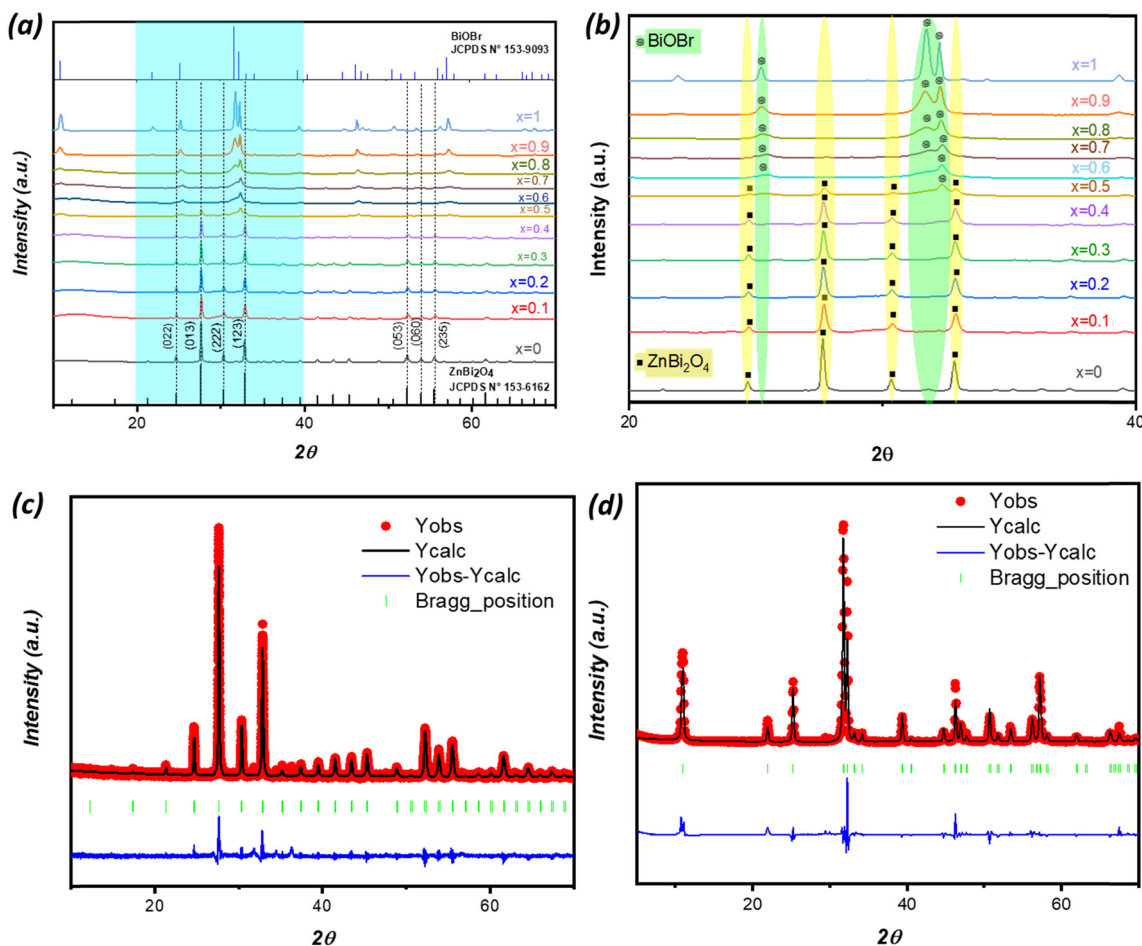 (a)
BiOBr
JCPDS N° 153-9093
x=1
x=0.9
x=0.8
x=0.7
x=0.6
x=0.5
x=0.4
x=0.3
x=0.2
x=0.1
(022)
(013)
(222)
(123)
(053)
(060)
(235)
x=0
ZnBi₂O₄
JCPDS N° 153-6162
Intensity (a.u.)
20
40
60
2θ
(b)
BiOBr
x=1
x=0.9
x=0.8
x=0.7
x=0.6
x=0.5
x=0.4
x=0.3
x=0.2
x=0.1
ZnBi₂O₄
x=0
Intensity (a.u.)
20
40
2θ
(c)
Yobs
Ycalc
Yobs-Ycalc
Bragg_position
Intensity (a.u.)
20
40
60
2θ
(d)
Yobs
Ycalc
Yobs-Ycalc
Bragg_position
Intensity (a.u.)
20
40
60
2θ